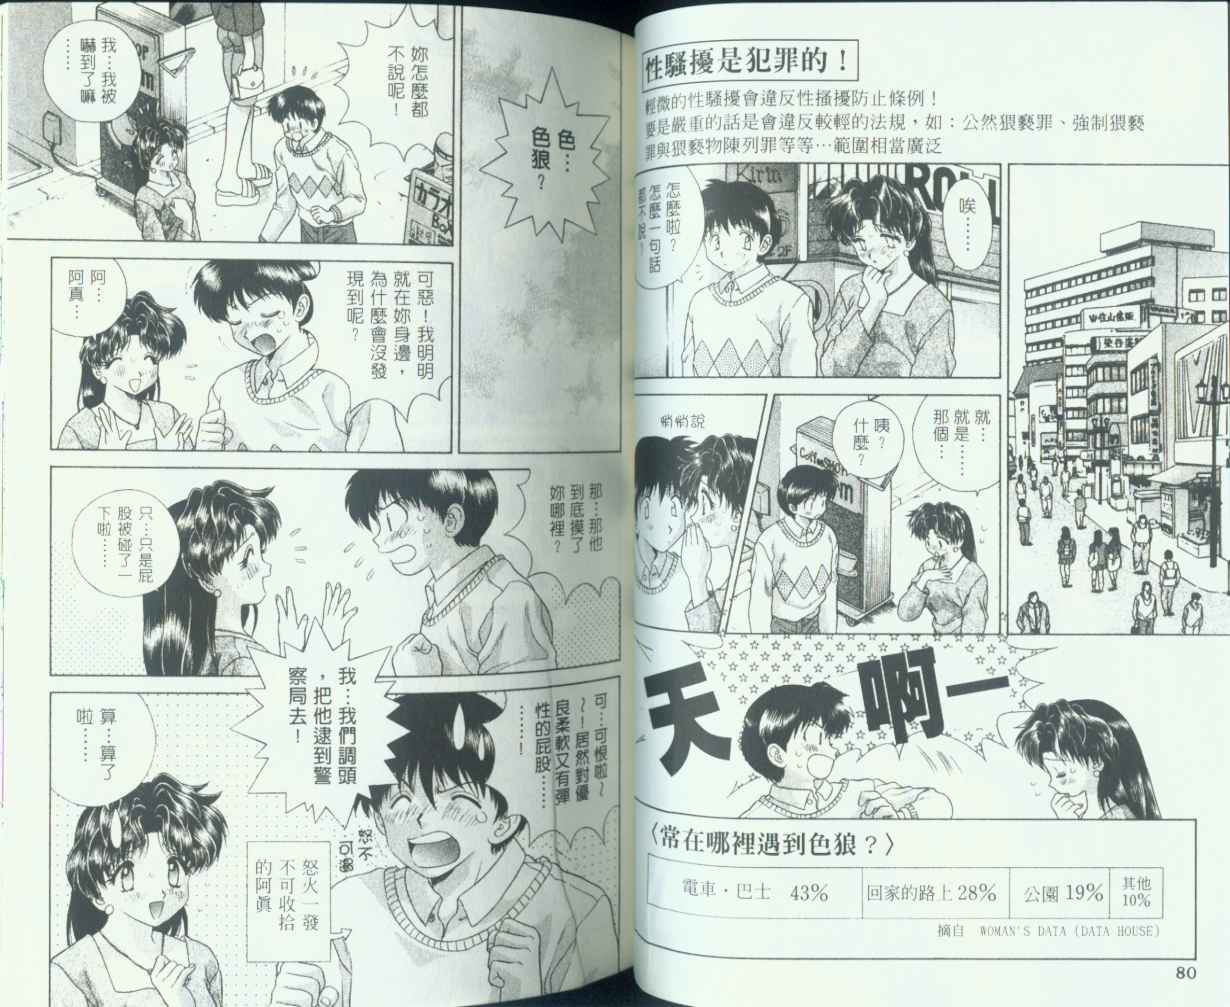 性騷擾是犯罪的！
輕微的性騷擾會違反性搔擾防止條例！
要是嚴重的話是會違反較輕的法規，如：公然猥褻罪、強制猥褻
罪與猥褻物陳列罪等等…範圍相當廣泛
唉……
怎麼啦？
怎麼一句話
都不說？
Kirin
ROLL
就…
就是……
那個…
咦？
什麼？
悄悄說
天
啊—
〈常在哪裡遇到色狼？〉
電車・巴士 43%
回家的路上 28%
公園 19%
其他
10%
摘自 WOMAN'S DATA (DATA HOUSE)
80
色…
色狼？
妳怎麼都
不說呢！
我…我被
嚇到了嘛
……
可惡！我明明
就在妳身邊，
為什麼會沒發
現到呢？
阿…
阿真…
那…那他
到底摸了
妳哪裡？
只…只是屁
股被碰了一
下啦……
可…可恨啦～
～！居然對優
良柔軟又有彈
性的屁股……
……！
我…我們調頭
，把他逮到警
察局去！
怒不
可遏
算…算了
啦……
怒火一發
不可收拾
的阿真